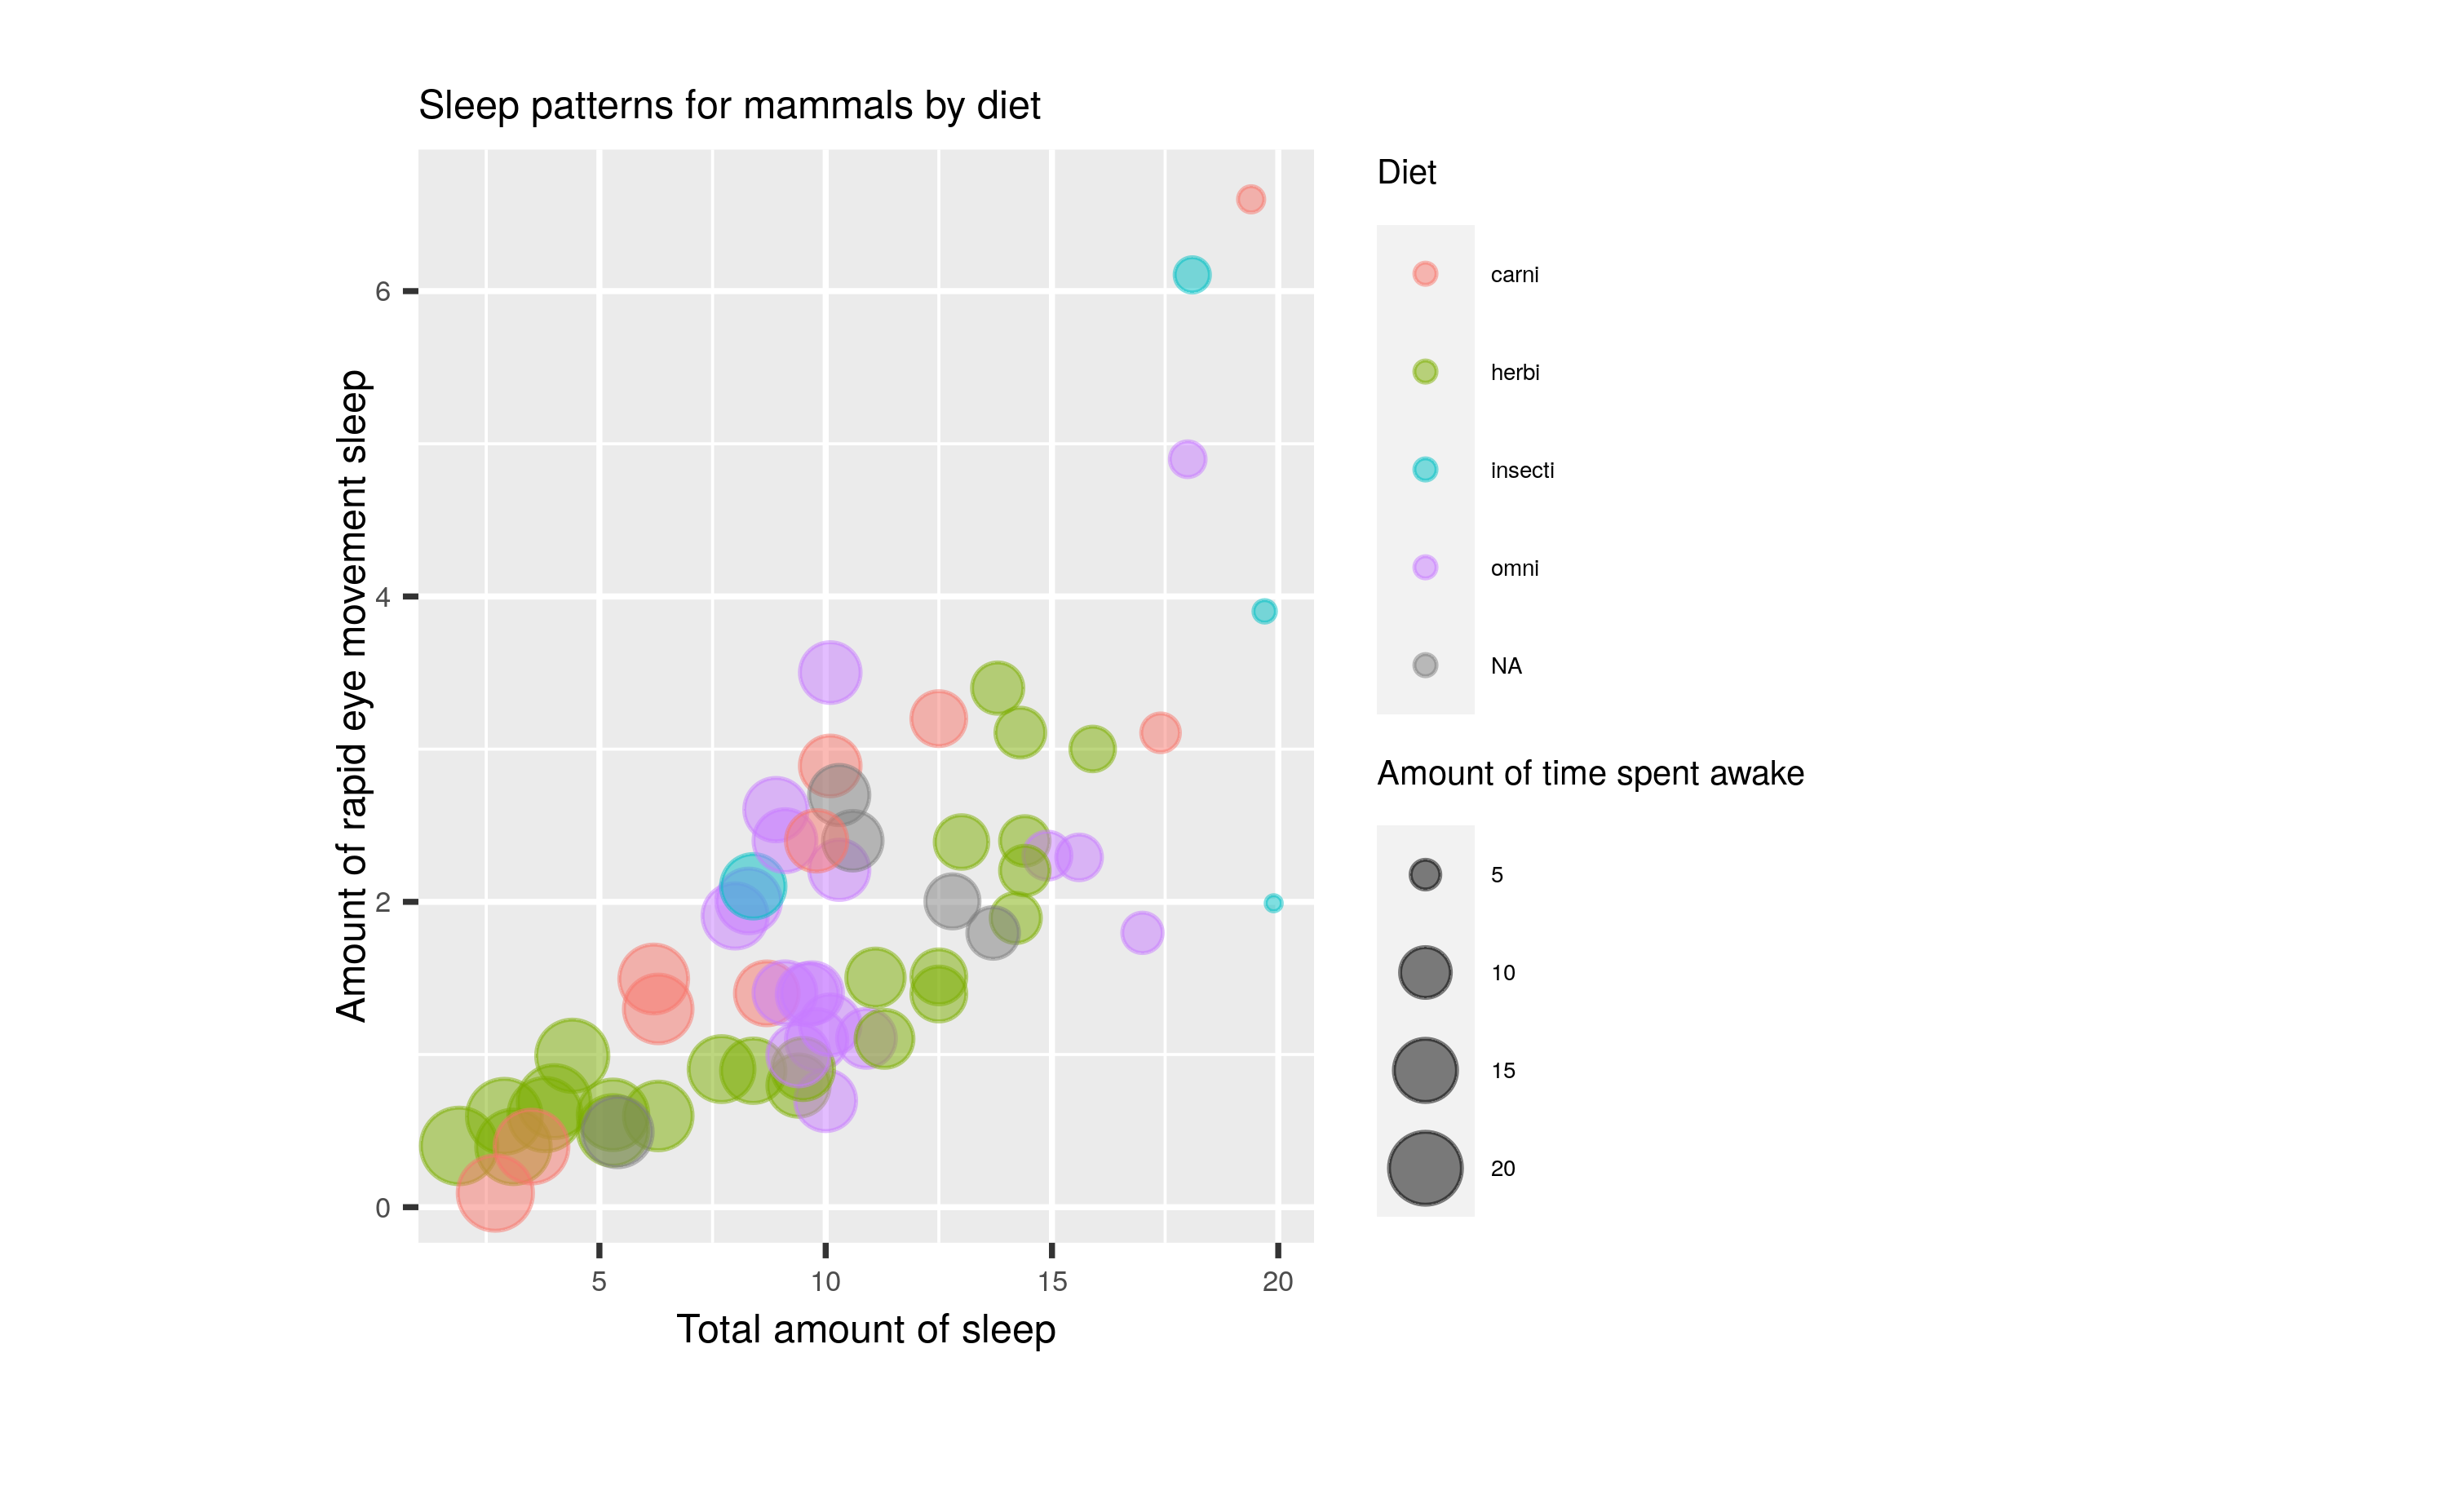 Sleep patterns for mammals by diet
Amount of rapid eye movement sleep
6
4
2
0
5
10
15
20
Total amount of sleep
Diet
carni
herbi
insecti
omni
NA
Amount of time spent awake
5
10
15
20